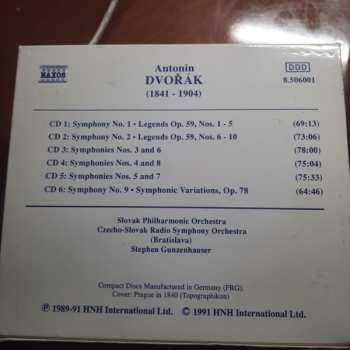 NAXOS
DDD
8.506001
Antonin
DVOŘÁK
(1841 - 1904)
CD 1: Symphony No. 1 • Legends Op. 59, Nos. 1 - 5 (69:13)
CD 2: Symphony No. 2 • Legends Op. 59, Nos. 6 - 10 (73:06)
CD 3: Symphonies Nos. 3 and 6 (78:00)
CD 4: Symphonies Nos. 4 and 8 (75:04)
CD 5: Symphonies Nos. 5 and 7 (75:33)
CD 6: Symphony No. 9 • Symphonic Variations, Op. 78 (64:46)
Slovak Philharmonic Orchestra
Czecho-Slovak Radio Symphony Orchestra
(Bratislava)
Stephen Gunzenhauser
Compact Discs Manufactured in Germany (FRG)
Cover: Prague in 1840 (Topographikon)
℗ 1989-91 HNH International Ltd. © 1991 HNH International Ltd.